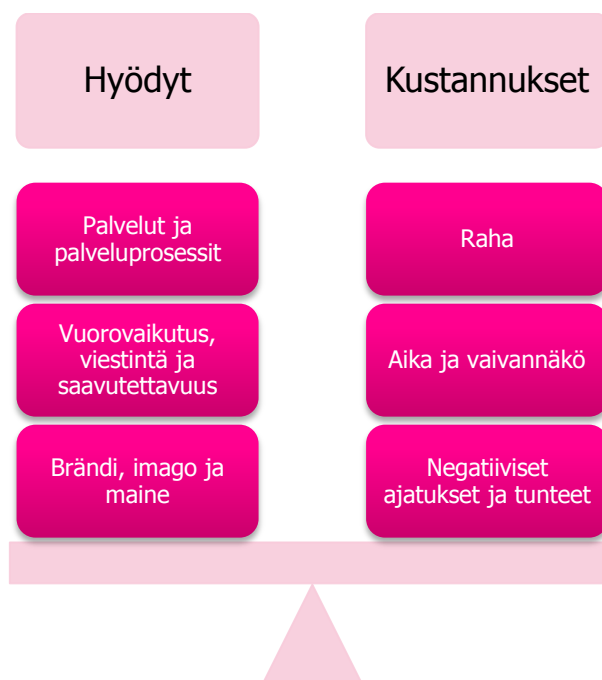 Hyödyt
Kustannukset
Palvelut ja
palveluprosessit
Raha
Vuorovaikutus,
viestintä ja
saavutettavuus
Aika ja vaivannäkö
Brändi, imago ja
maine
Negatiiviset
ajatukset ja tunteet